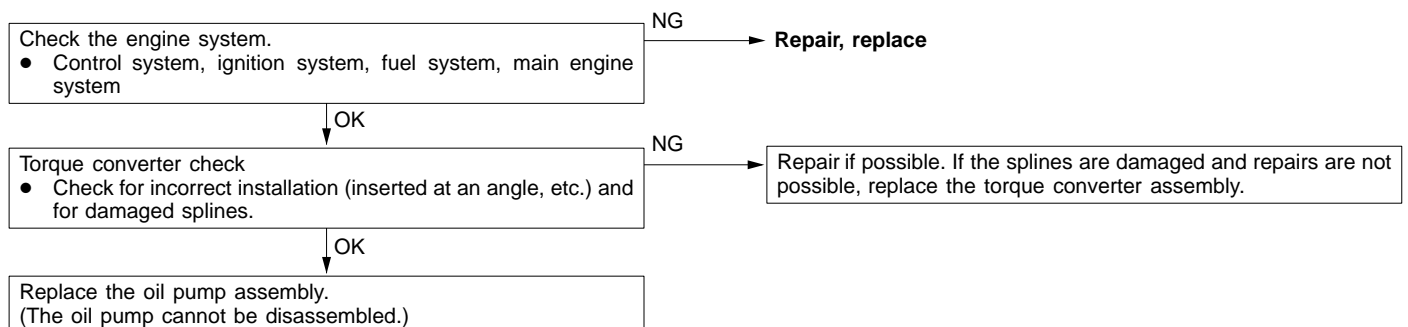 NG
Check the engine system.
● Control system, ignition system, fuel system, main engine
system
Repair, replace
OK
NG
Torque converter check
● Check for incorrect installation (inserted at an angle, etc.) and
for damaged splines.
Repair if possible. If the splines are damaged and repairs are not
possible, replace the torque converter assembly.
OK
Replace the oil pump assembly.
(The oil pump cannot be disassembled.)